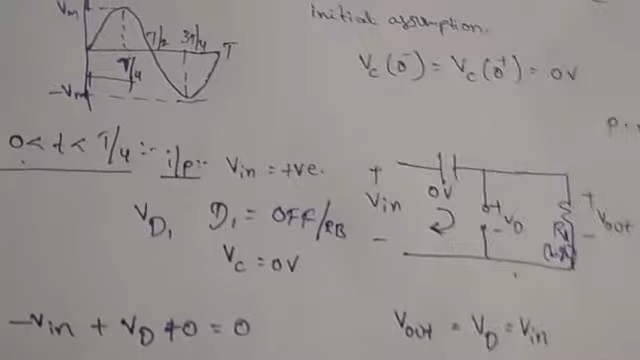 Vm
T/2 3T/4 T
T/4
-Vm
initial assumption.
Vc(0⁻) = Vc(0⁺) = 0V
0 < t < T/4 :- i/p:- Vin = +ve.
VD1 D1 = OFF/RB
Vc = 0V
+ 0V +
Vin + VD Vout
- - RL -
-Vin + VD + 0 = 0
Vout = VD = Vin